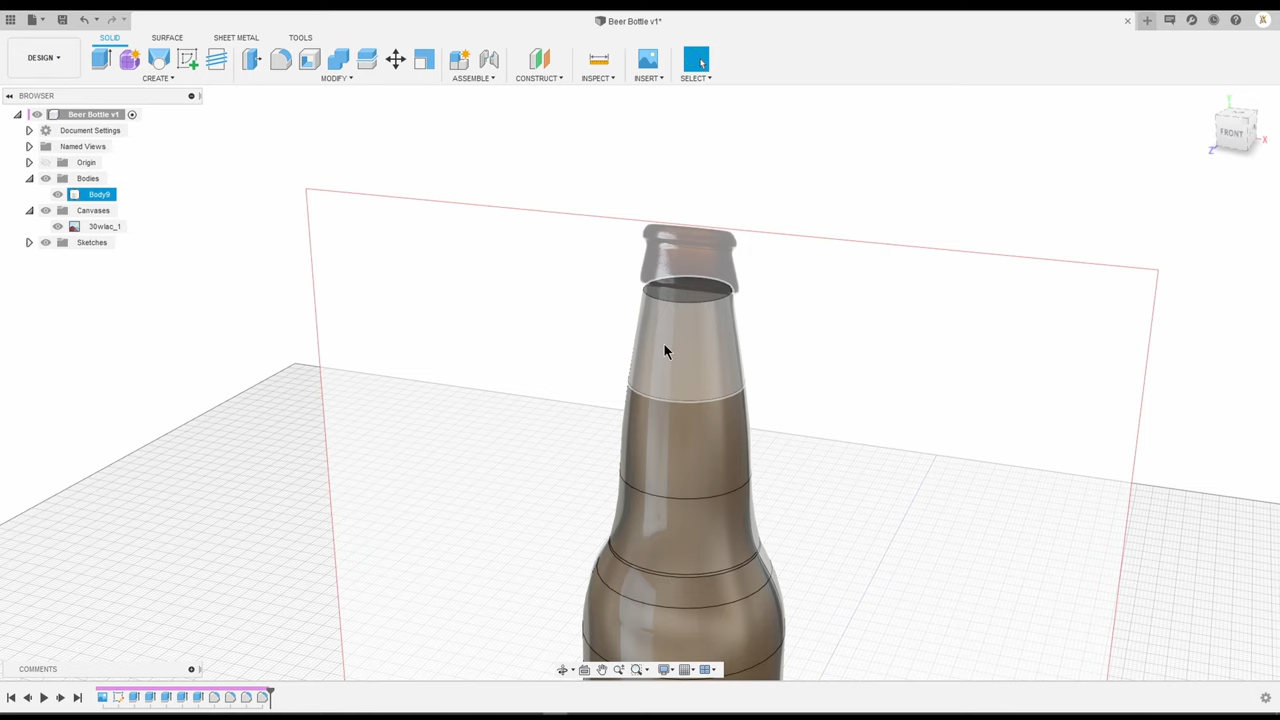 Beer Bottle v1*
SOLID
SURFACE
SHEET METAL
TOOLS
DESIGN
CREATE
MODIFY
ASSEMBLE
CONSTRUCT
INSPECT
INSERT
SELECT
BROWSER
Beer Bottle v1
Document Settings
Named Views
Origin
Bodies
Body9
Canvases
30wlac_1
Sketches
Y
FRONT
X
Z
COMMENTS